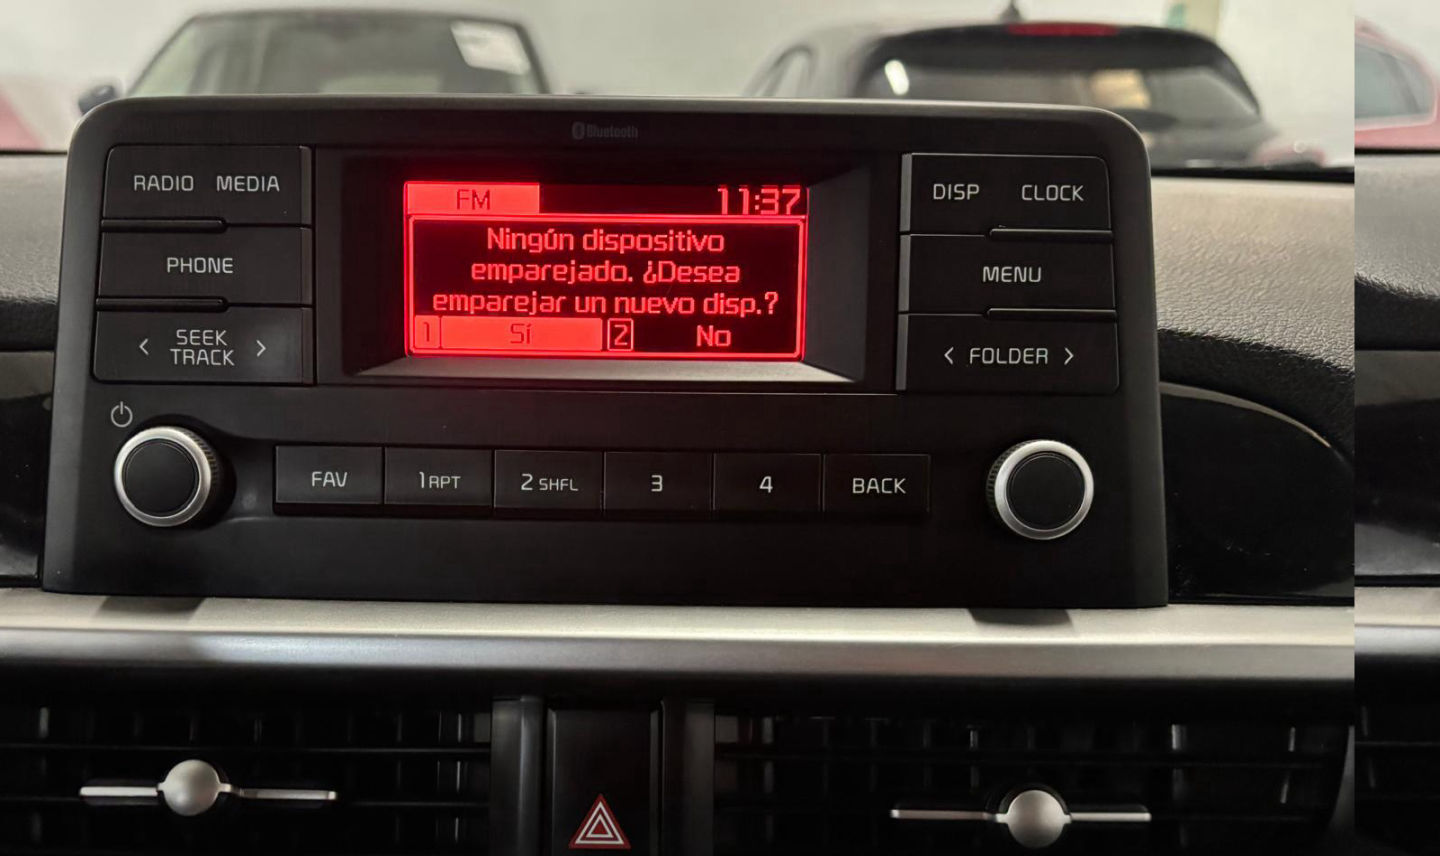 Bluetooth
RADIO MEDIA
PHONE
< SEEK TRACK >
FM 11:37
Ningún dispositivo
emparejado. ¿Desea
emparejar un nuevo disp.?
1 Sí 2 No
DISP CLOCK
MENU
< FOLDER >
FAV 1 RPT 2 SHFL 3 4 BACK